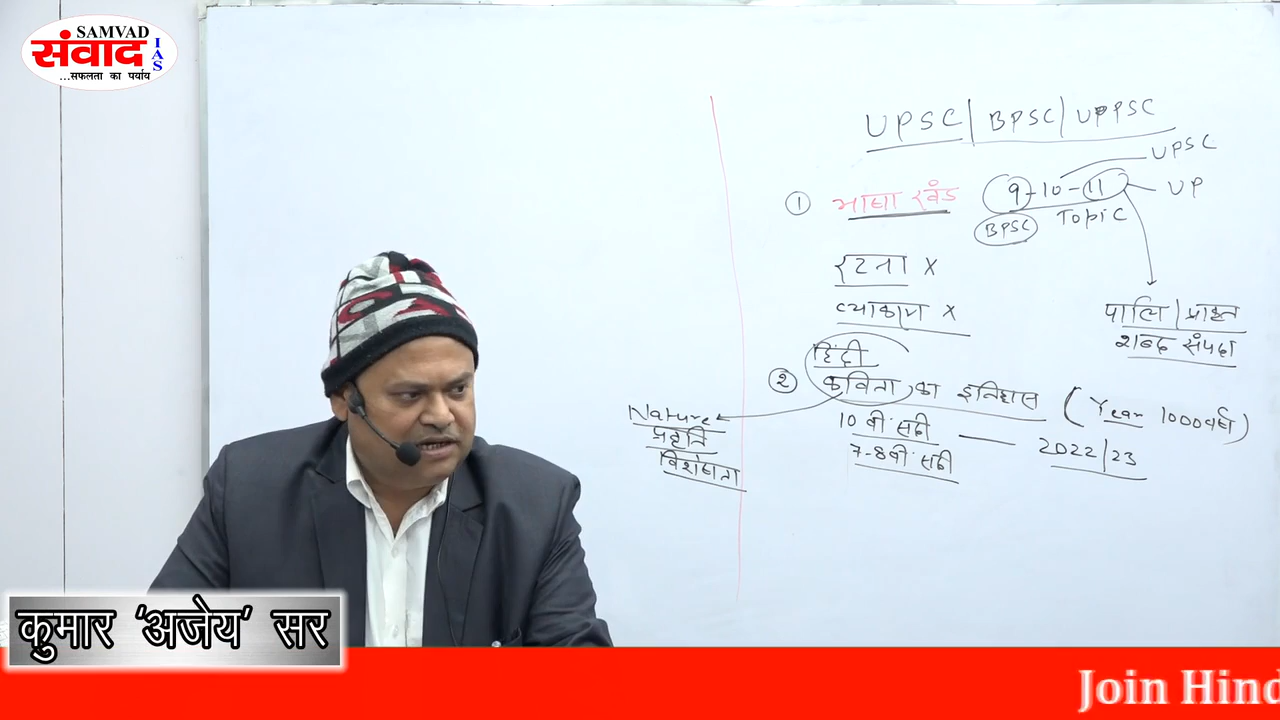 SAMVAD
संवाद
IAS
...सफलता का पर्याय
UPSC | BPSC | UPPSC
UPSC
① भाषा खंड 9-10-11 UP
BPSC Topic
रटना x
व्याकरण x
पालि | प्राकृत
शब्द संपदा
हिंदी
② कविता का इतिहास (Year 1000 वर्ष)
Nature
प्रकृति
विशेषता
10 वीं सदी — 2022/23
7-8वीं सदी
कुमार 'अजेय' सर
Join Hind